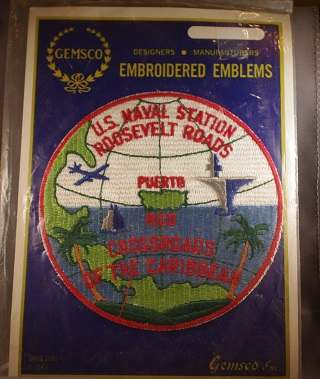 GEMSCO
DESIGNERS • MANUFACTURERS
EMBROIDERED EMBLEMS
U.S. NAVAL STATION
ROOSEVELT ROADS
PUERTO
RICO
CROSSROADS
OF THE CARIBBEAN
Gemsco Inc.